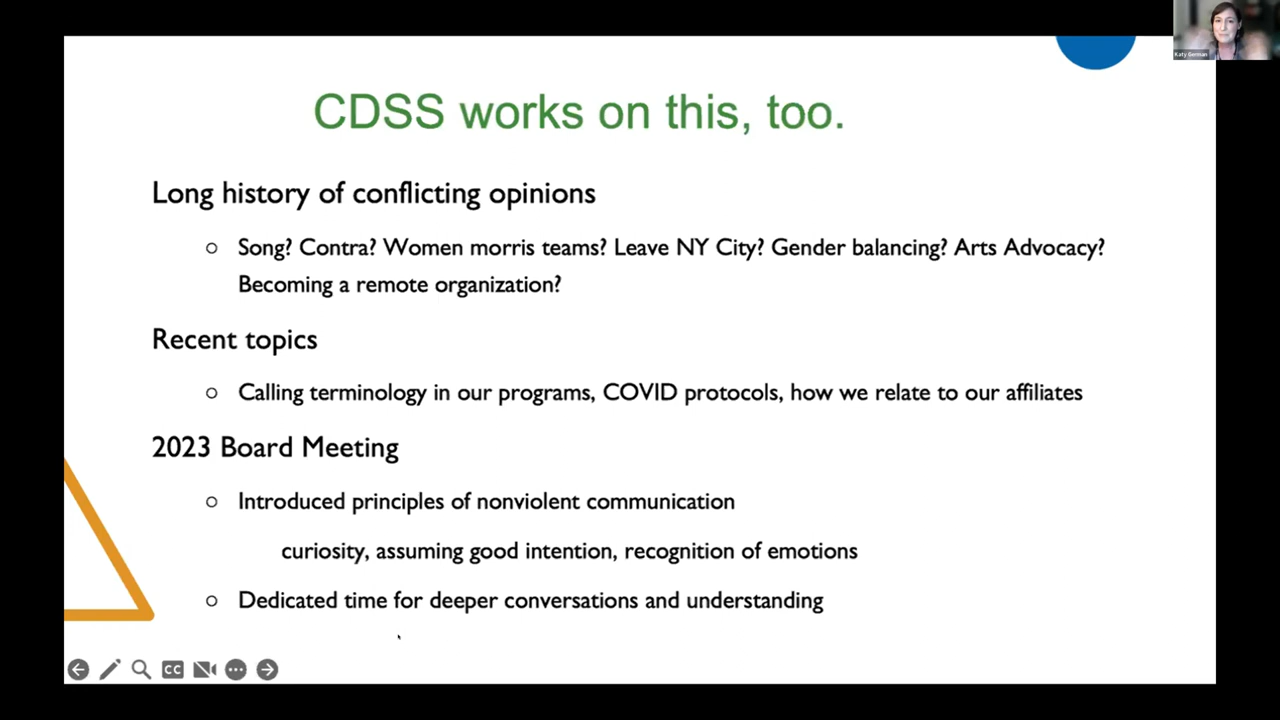 Katy German
CDSS works on this, too.
Long history of conflicting opinions
○ Song? Contra? Women morris teams? Leave NY City? Gender balancing? Arts Advocacy?
Becoming a remote organization?
Recent topics
○ Calling terminology in our programs, COVID protocols, how we relate to our affiliates
2023 Board Meeting
○ Introduced principles of nonviolent communication
curiosity, assuming good intention, recognition of emotions
○ Dedicated time for deeper conversations and understanding
CC